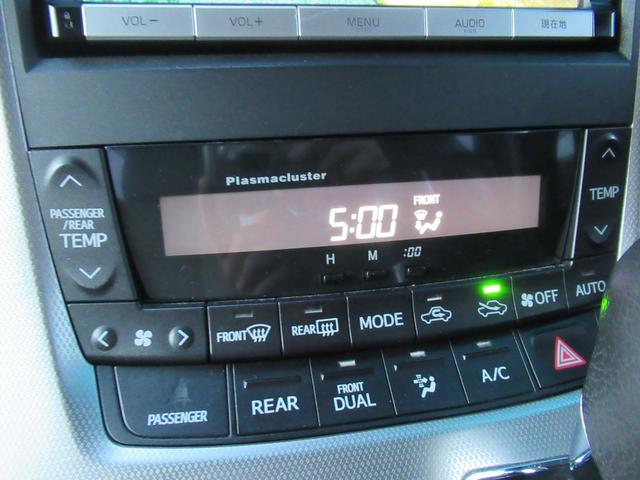 VOL− VOL+ MENU AUDIO 現在地
Plasmacluster
PASSENGER
/REAR
TEMP
TEMP
FRONT
5:00
H M :00
FRONT REAR MODE OFF AUTO
PASSENGER REAR FRONT
DUAL A/C